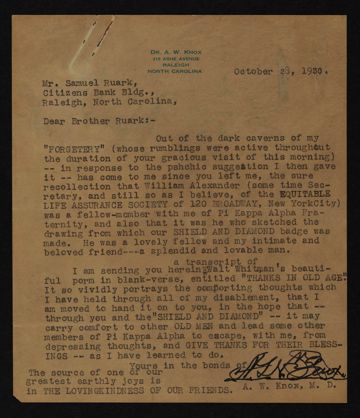 DR. A. W. KNOX
215 ASHE AVENUE
RALEIGH
NORTH CAROLINA
October 28, 1930.
Mr. Samuel Ruark,
Citizens Bank Bldg.,
Raleigh, North Carolina,
Dear Brother Ruark:-
Out of the dark caverns of my
"FORGETERY" (whose rumblings were active throughout
the duration of your gracious visit of this morning)
-- in response to the pshchic suggestion I then gave
it -- has come to me since you left me, the sure
recollection that William Alexander (some time Sec-
retary, and still so as I believe, of the EQUITABLE
LIFE ASSURANCE SOCIETY of 120 BROADWAY, New YorkCity)
was a fellow-member with me of Pi Kappa Alpha Fra-
ternity, and also that it was he who sketched the
drawing from which our SHIELD AND DIAMOND badge was
made. He was a lovely fellow and my intimate and
beloved friend---a splendid and lovable man.
a transcript of
I am sending you hereinWalt Whitman's beauti-
ful poem in blank-verse, entitled "THANKS IN OLD AGE."
It so vividly portrays the comforting thoughts which
I have held through all of my disablement, that I
am moved to hand it on to you, in the hope that --
through you and the"SHIELD AND DIAMOND" -- it may
carry comfort to other OLD MEN and lead some other
members of Pi Kappa Alpha to escape, with me, from
depressing thoughts, and GIVE THANKS FOR THEIR BLESS-
INGS -- as I have learned to do.
Yours in the bonds of
A. W. Knox.
The source of one of our
greatest earthly joys is
in THE LOVINGKINDNESS OF OUR FRIENDS.
A. W. KNOX, M. D.